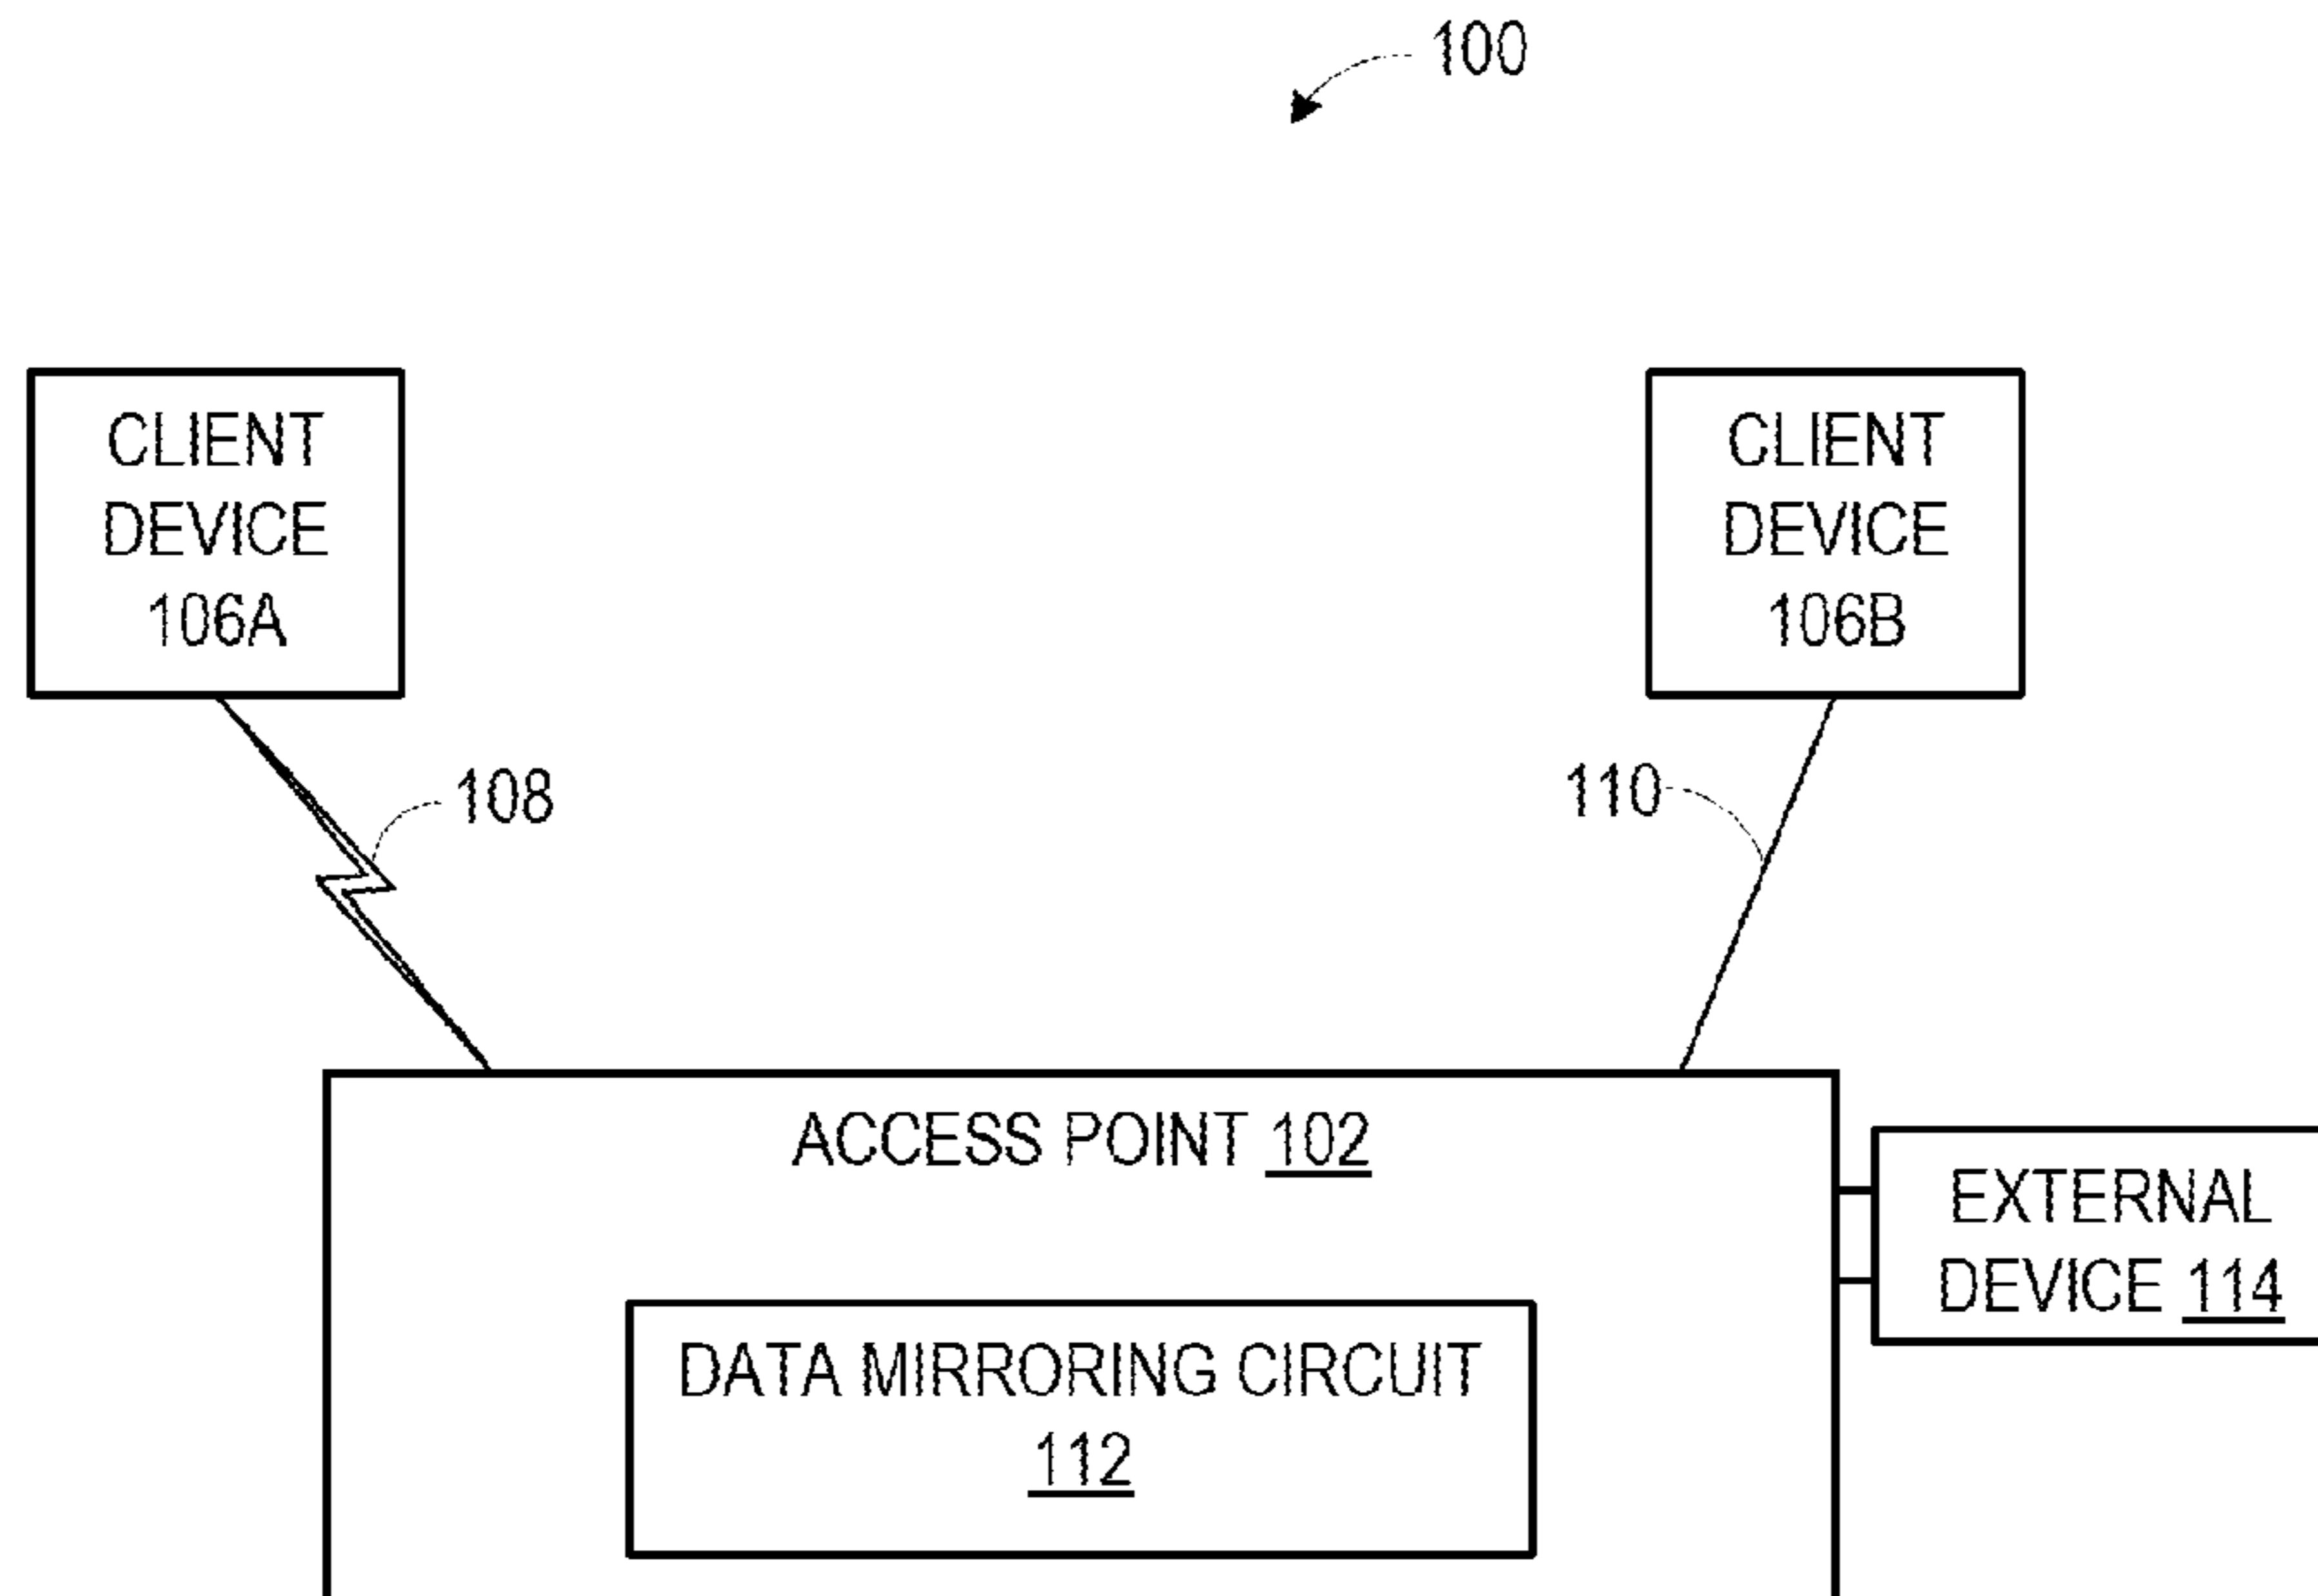 100
CLIENT
DEVICE
106A
CLIENT
DEVICE
106B
108
110
ACCESS POINT 102
EXTERNAL
DEVICE 114
DATA MIRRORING CIRCUIT
112